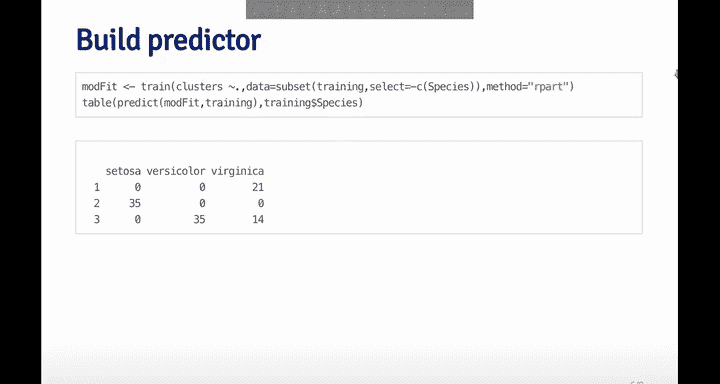 Build predictor
modFit <- train(clusters ~.,data=subset(training,select=-c(Species)),method="rpart")
table(predict(modFit,training),training$Species)
setosa versicolor virginica
1 0 0 21
2 35 0 0
3 0 35 14